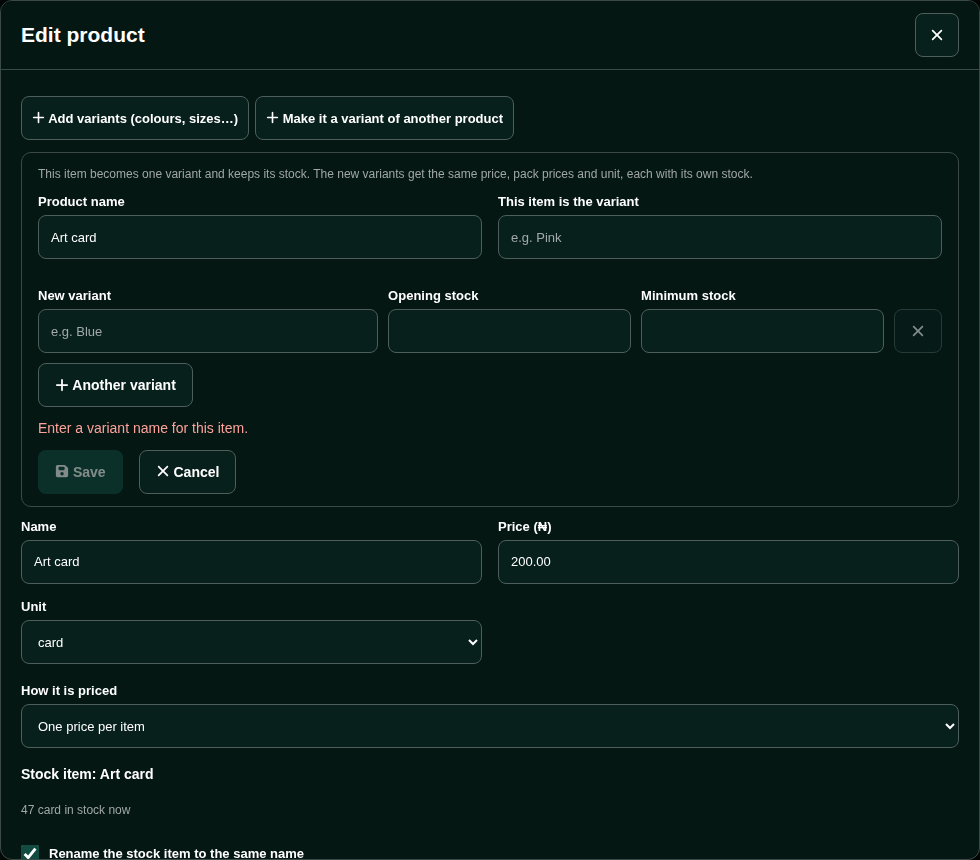 Edit product
Add variants (colours, sizes...)
Make it a variant of another product
This item becomes one variant and keeps its stock. The new variants get the same price, pack prices and unit, each with its own stock.
Product name
This item is the variant
Art card
e.g. Pink
New variant
Opening stock
Minimum stock
e.g. Blue
Another variant
Enter a variant name for this item.
Save
Cancel
Name
Price (₦)
Art card
200.00
Unit
card
How it is priced
One price per item
Stock item: Art card
47 card in stock now
Rename the stock item to the same name